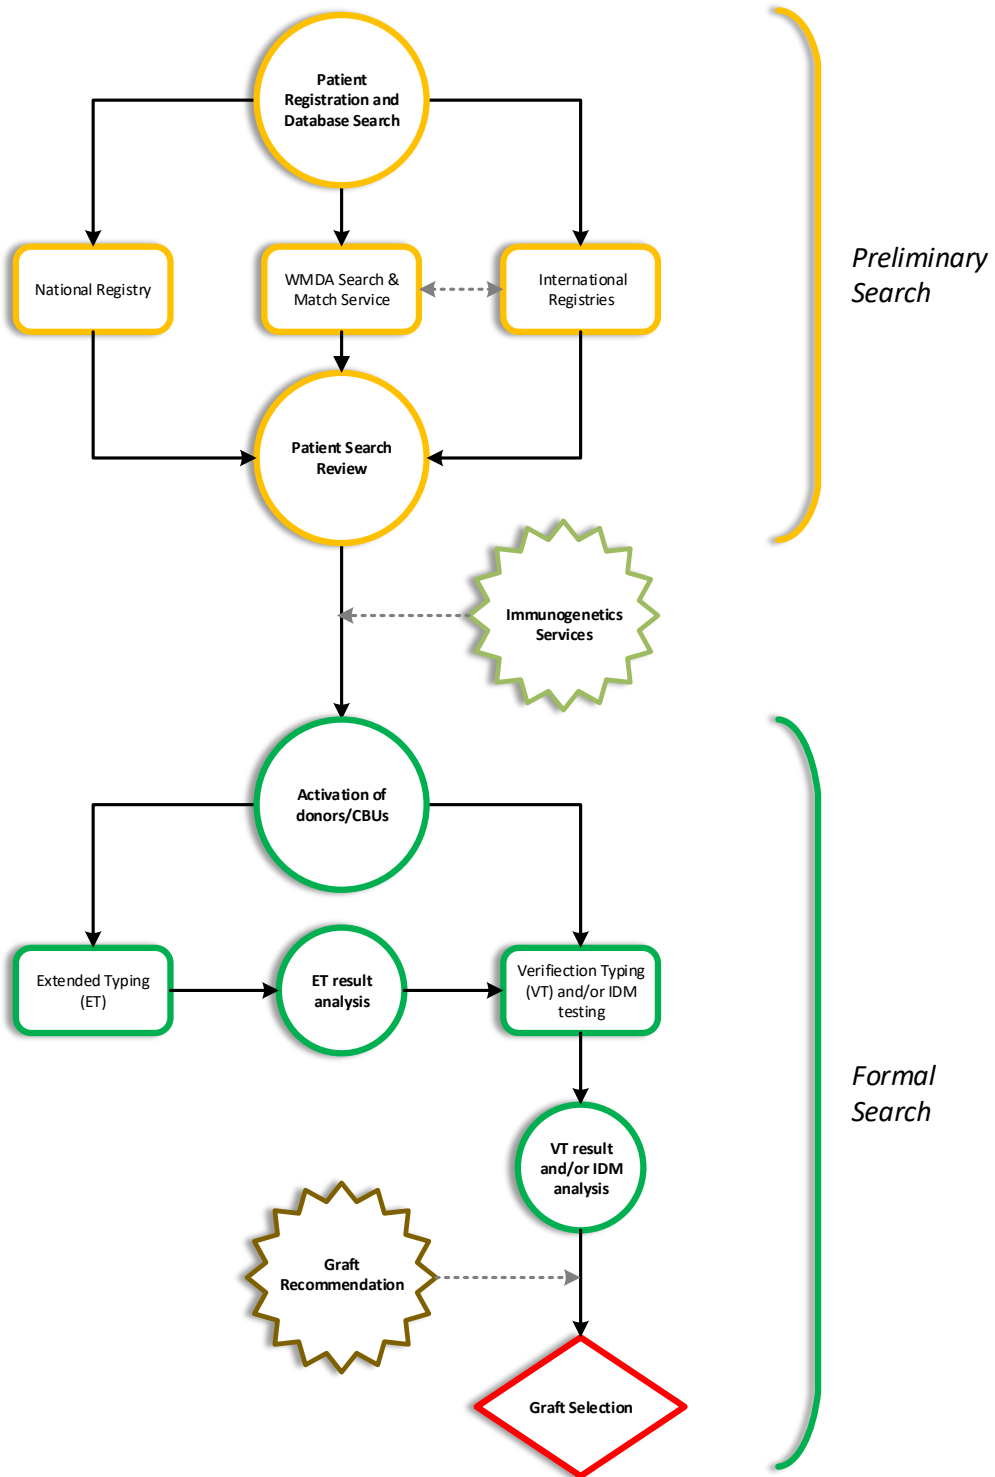 Patient
Registration and
Database Search
National Registry
WMDA Search &
Match Service
International
Registries
Preliminary
Search
Patient Search
Review
Immunogenetics
Services
Activation of
donors/CBUs
Extended Typing
(ET)
ET result
analysis
Verifiection Typing
(VT) and/or IDM
testing
Formal
Search
VT result
and/or IDM
analysis
Graft
Recommendation
Graft Selection